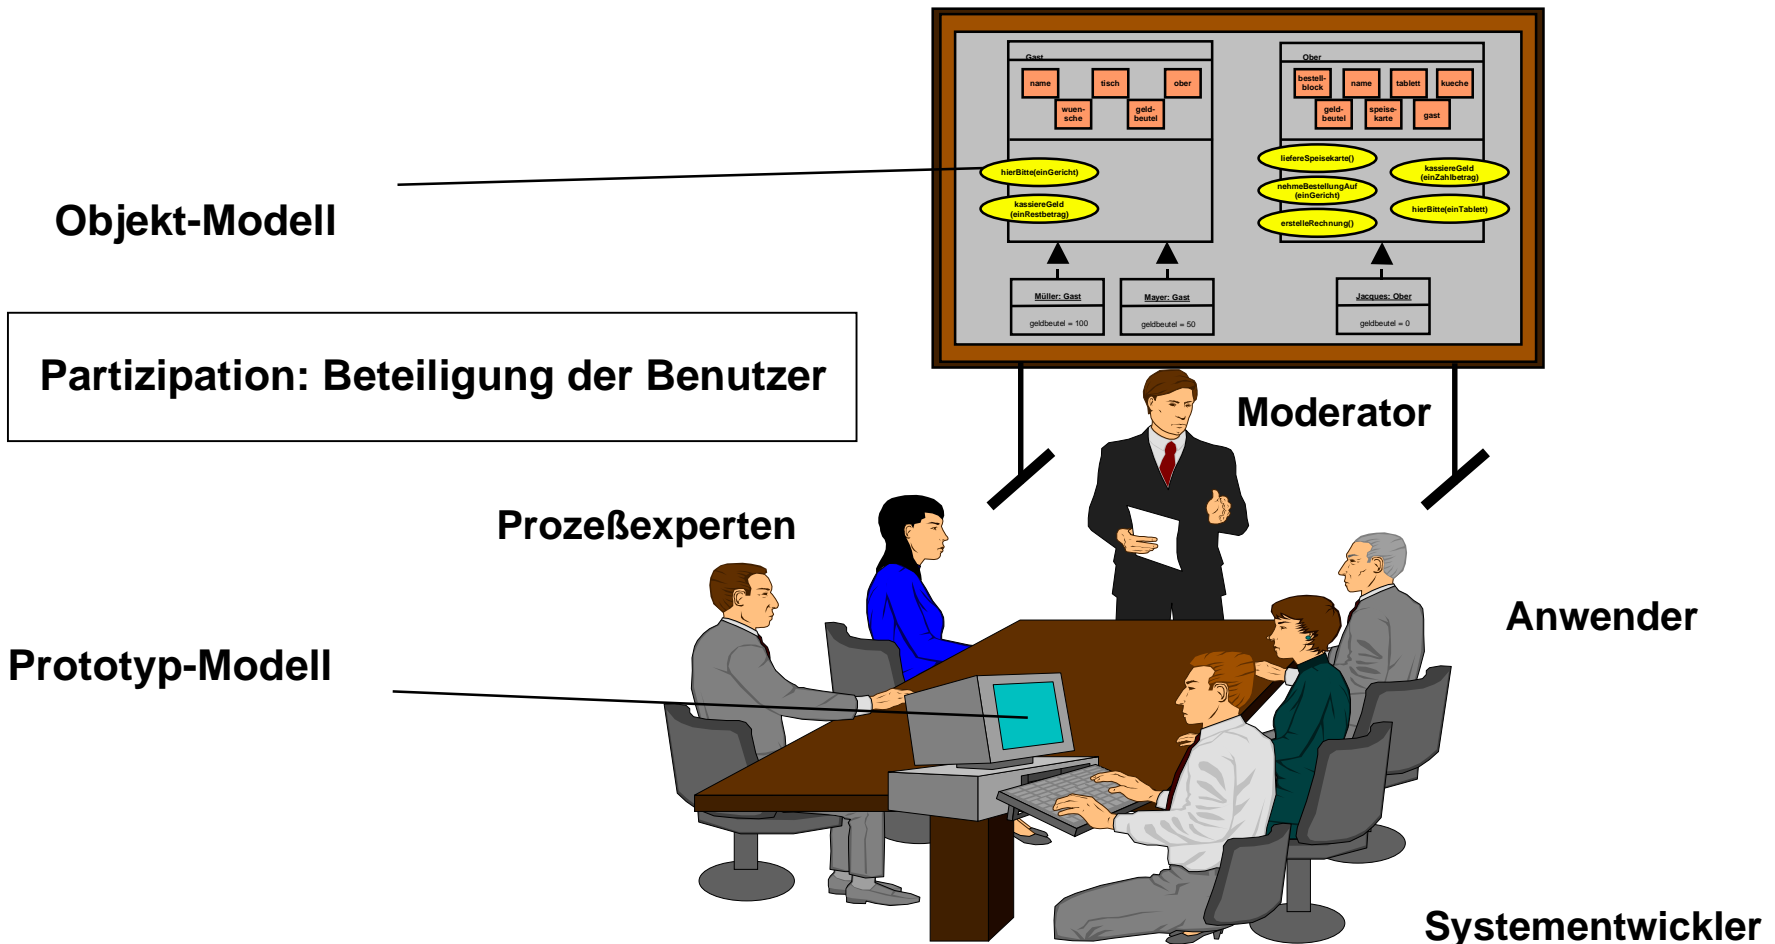 Gast
name
tisch
ober
wuen-
sche
geld-
beutel
hierBitte(einGericht)
kassiereGeld
(einRestbetrag)
Ober
bestell-
block
name
tablett
kueche
geld-
beutel
speise-
karte
gast
liefereSpeisekarte()
nehmeBestellungAuf
(einGericht)
erstelleRechnung()
kassiereGeld
(einZahlbetrag)
hierBitte(einTablett)
Müller: Gast
geldbeutel = 100
Mayer: Gast
geldbeutel = 50
Jacques: Ober
geldbeutel = 0
Objekt-Modell
Partizipation: Beteiligung der Benutzer
Moderator
Prozeßexperten
Anwender
Prototyp-Modell
Systementwickler